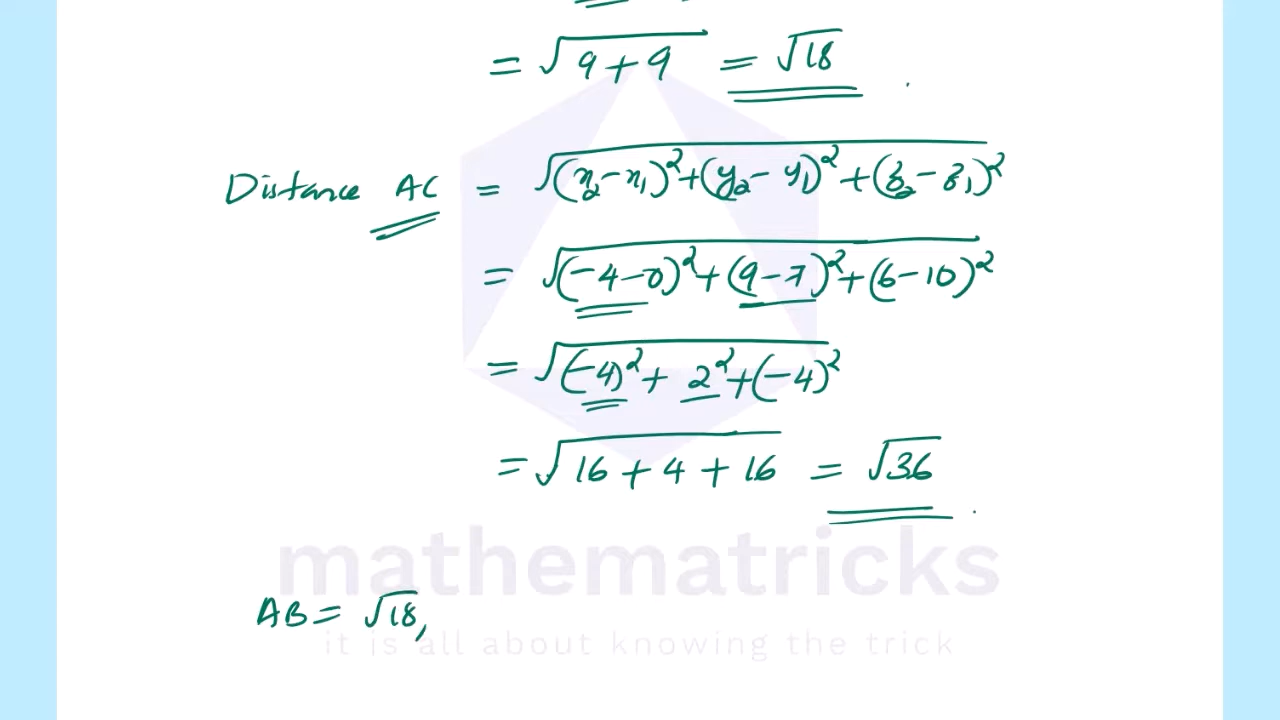 = √(9 + 9) = √18
Distance AC = √((x₂ - x₁)² + (y₂ - y₁)² + (z₂ - z₁)²)
= √((-4 - 0)² + (9 - 7)² + (6 - 10)²)
= √((-4)² + 2² + (-4)²)
= √(16 + 4 + 16) = √36
mathematricks
AB = √18,
it is all about knowing the trick